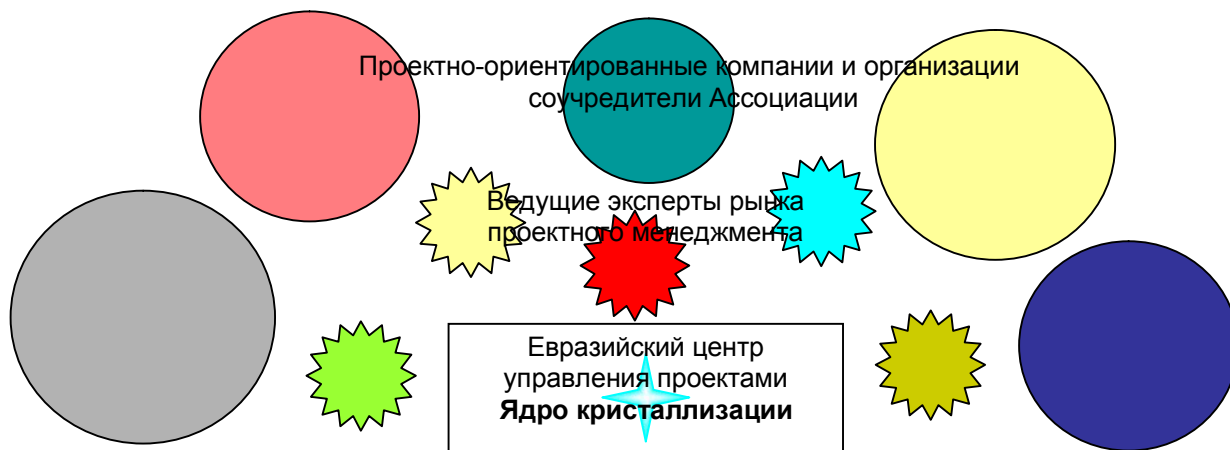 Проектно-ориентированные компании и организации
соучредители Ассоциации
Ведущие эксперты рынка
проектного менеджмента
Евразийский центр
управления проектами
Ядро кристаллизации